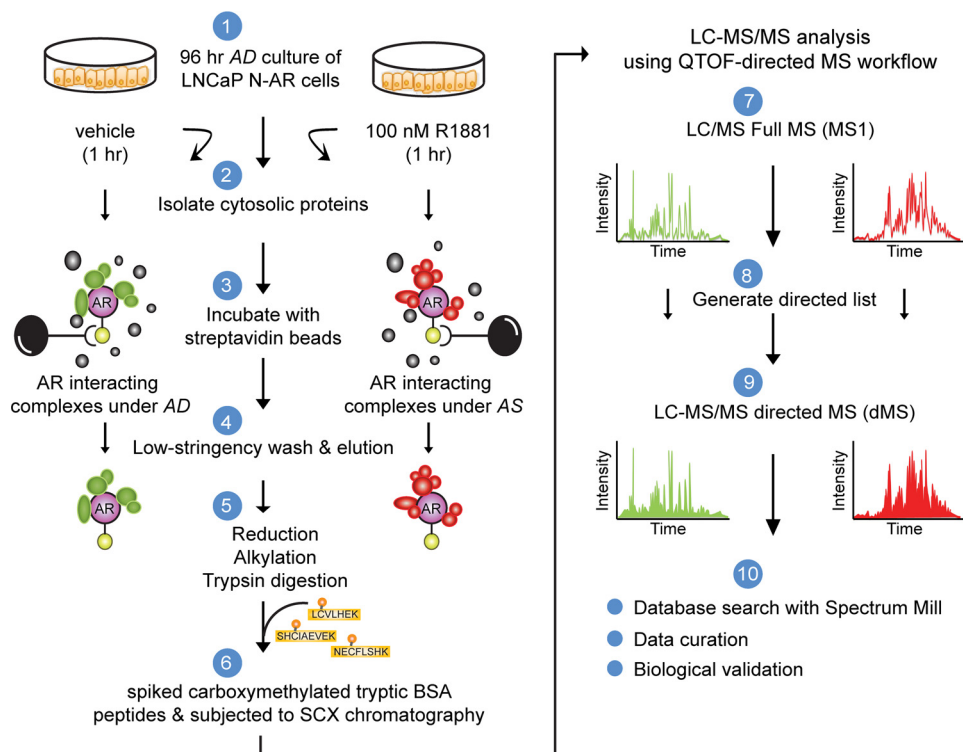 1
96 hr AD culture of
LNCaP N-AR cells
vehicle
(1 hr)
100 nM R1881
(1 hr)
2
Isolate cytosolic proteins
AR
AR
3
Incubate with
streptavidin beads
AR interacting
complexes under AD
AR interacting
complexes under AS
4
Low-stringency wash & elution
AR
AR
5
Reduction
Alkylation
Trypsin digestion
LCVLHEK
SHCIAEVEK
NECFLSHK
6
spiked carboxymethylated tryptic BSA
peptides & subjected to SCX chromatography
LC-MS/MS analysis
using QTOF-directed MS workflow
7
LC/MS Full MS (MS1)
Intensity
Time
Intensity
Time
8
Generate directed list
9
LC-MS/MS directed MS (dMS)
Intensity
Time
Intensity
Time
10
Database search with Spectrum Mill
Data curation
Biological validation